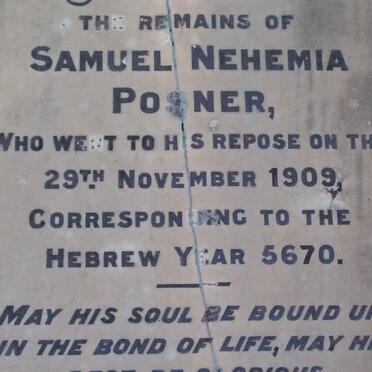 THE REMAINS OF
SAMUEL NEHEMIA
POSNER,
WHO WENT TO HIS REPOSE ON TH
29TH NOVEMBER 1909,
CORRESPONDING TO THE
HEBREW YEAR 5670.
MAY HIS SOUL BE BOUND U
IN THE BOND OF LIFE, MAY HI